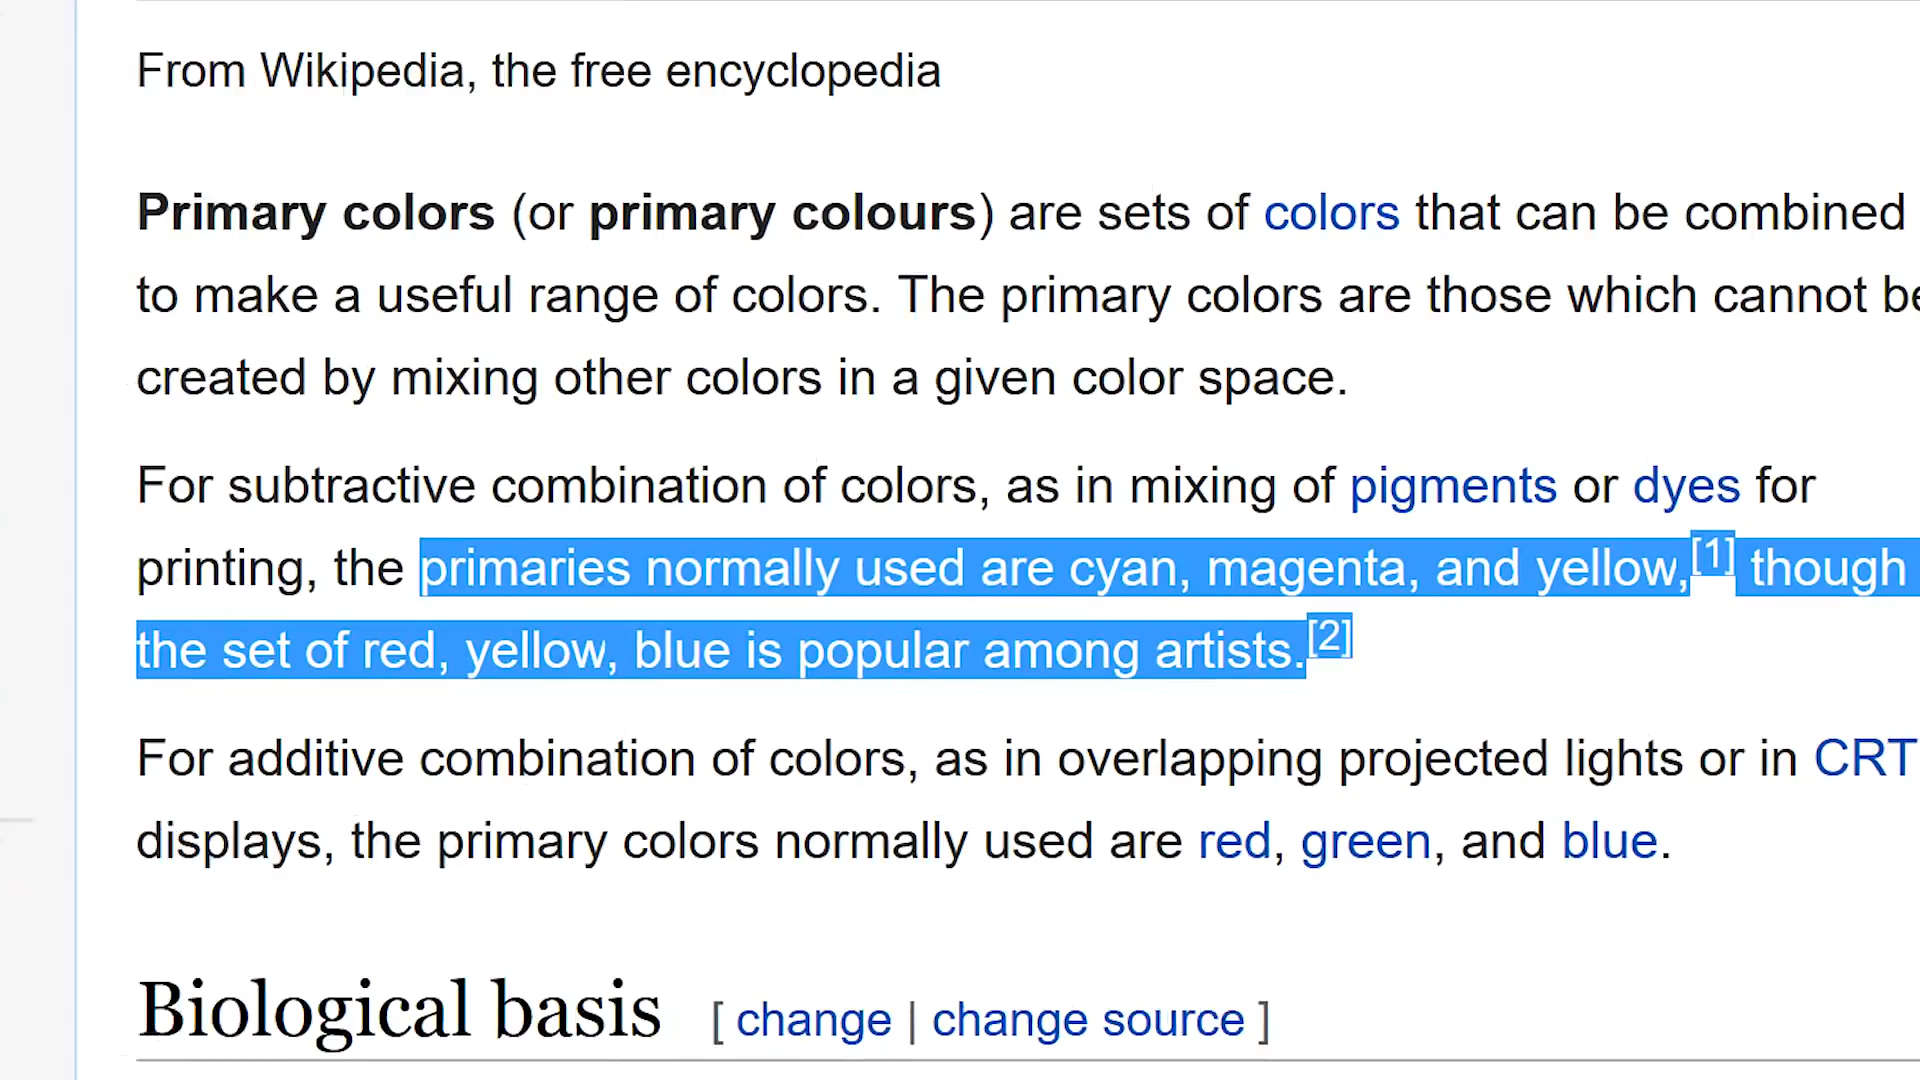 From Wikipedia, the free encyclopedia
Primary colors (or primary colours) are sets of colors that can be combined
to make a useful range of colors. The primary colors are those which cannot be
created by mixing other colors in a given color space.
For subtractive combination of colors, as in mixing of pigments or dyes for
printing, the primaries normally used are cyan, magenta, and yellow,[1] though
the set of red, yellow, blue is popular among artists.[2]
For additive combination of colors, as in overlapping projected lights or in CRT
displays, the primary colors normally used are red, green, and blue.
Biological basis [ change | change source ]